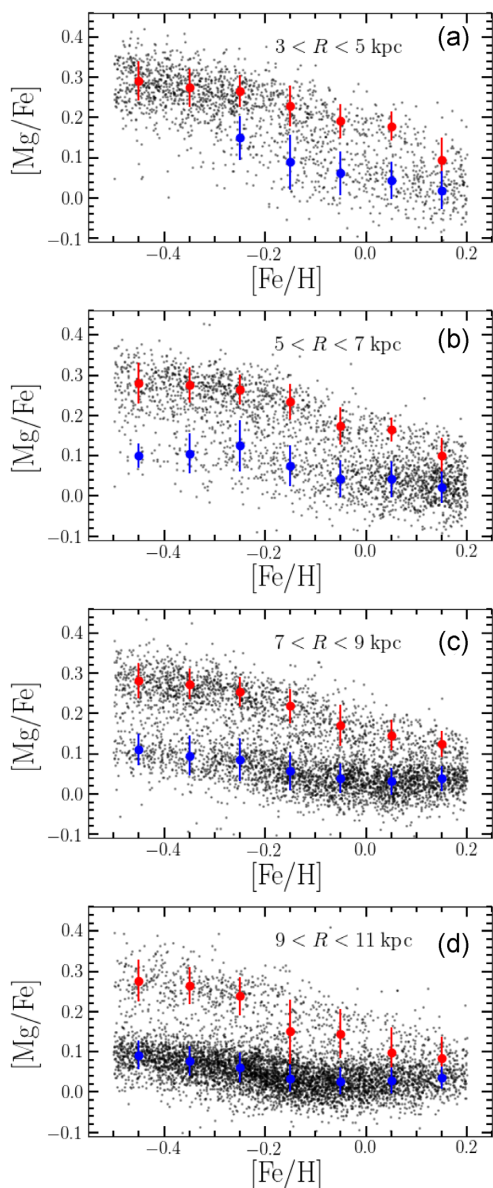 3 < R < 5 kpc
(a)
0.4
0.3
0.2
0.1
0.0
−0.1
[Mg/Fe]
−0.4
−0.2
0.0
0.2
[Fe/H]
5 < R < 7 kpc
(b)
0.4
0.3
0.2
0.1
0.0
−0.1
[Mg/Fe]
−0.4
−0.2
0.0
0.2
[Fe/H]
7 < R < 9 kpc
(c)
0.4
0.3
0.2
0.1
0.0
−0.1
[Mg/Fe]
−0.4
−0.2
0.0
0.2
[Fe/H]
9 < R < 11 kpc
(d)
0.4
0.3
0.2
0.1
0.0
−0.1
[Mg/Fe]
−0.4
−0.2
0.0
0.2
[Fe/H]